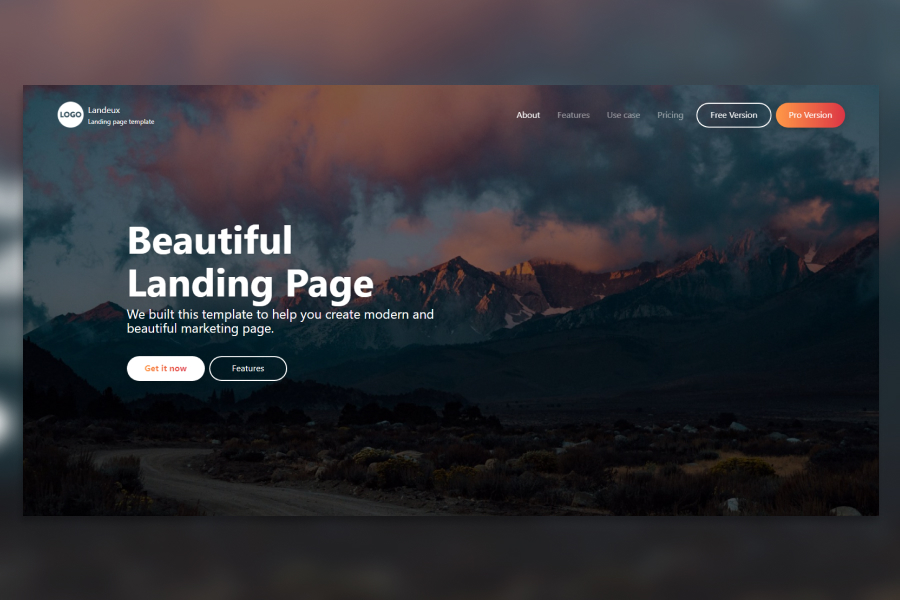 LOGO
Landeux
Landing page template
About
Features
Use case
Pricing
Free Version
Pro Version
Beautiful
Landing Page
We built this template to help you create modern and
beautiful marketing page.
Get it now
Features